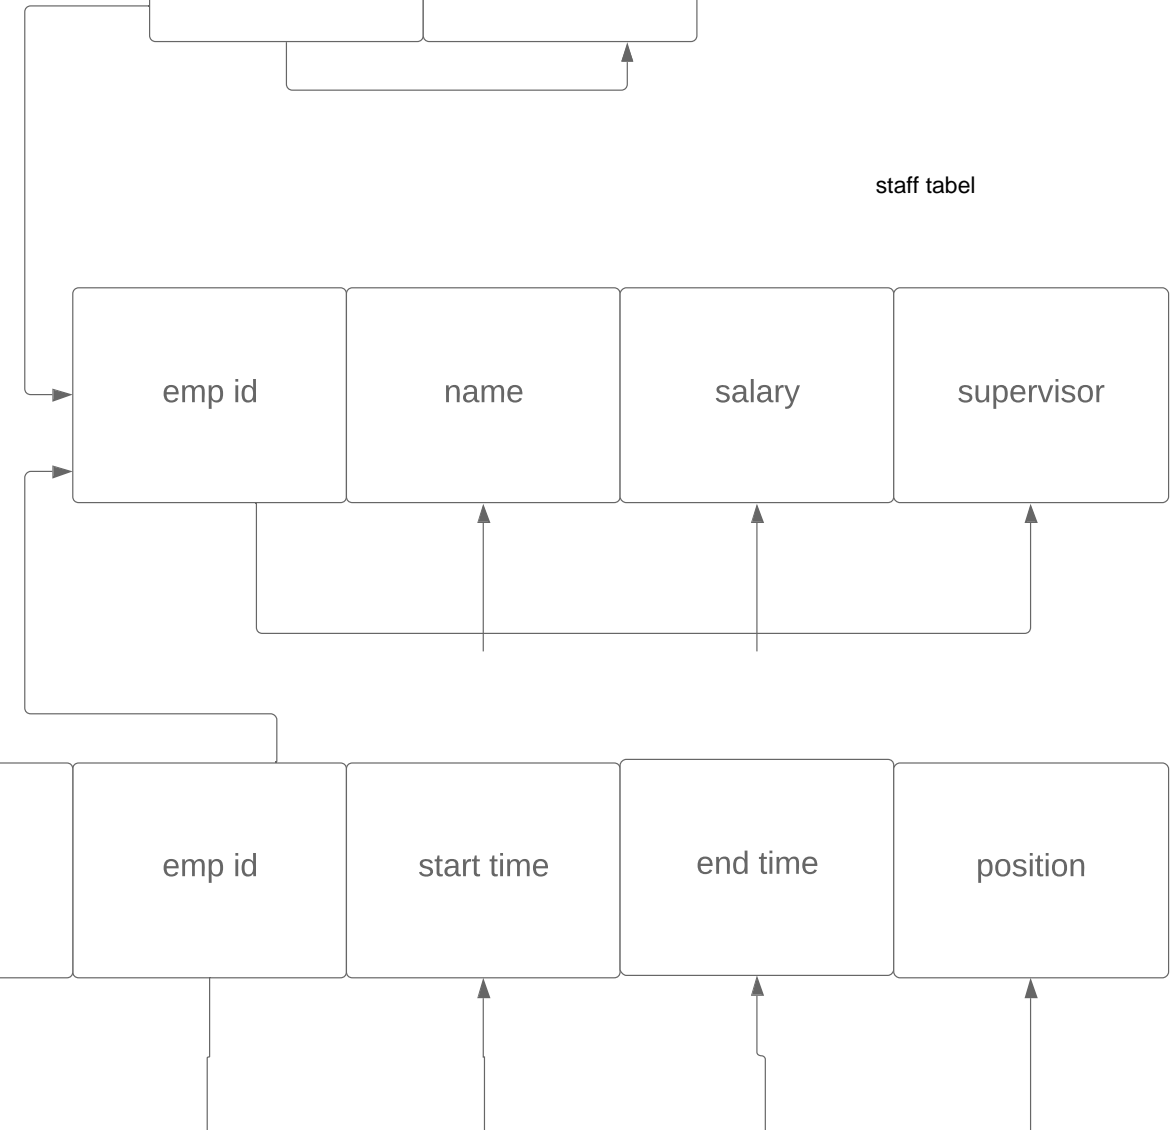 staff tabel
emp id
name
salary
supervisor
emp id
start time
end time
position